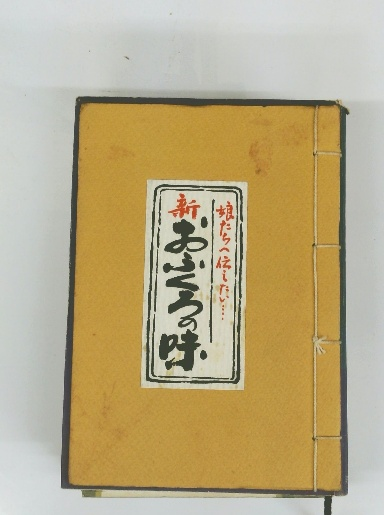 娘たちへ伝えたい…
新
おふくろの味